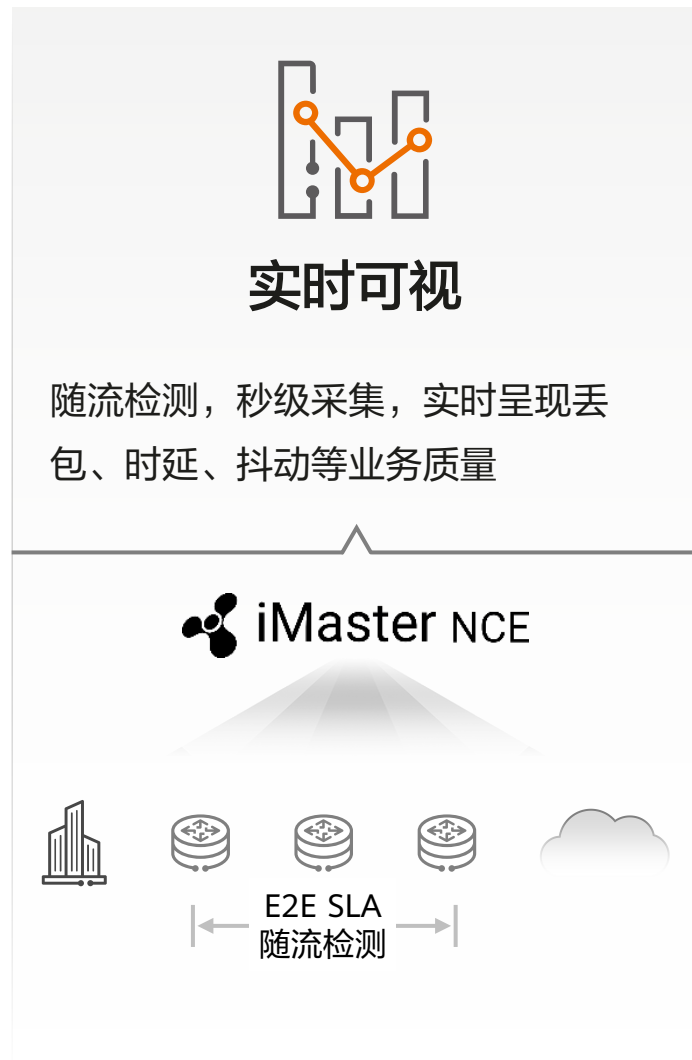 实时可视
随流检测，秒级采集，实时呈现丢
包、时延、抖动等业务质量
iMaster NCE
E2E SLA
随流检测